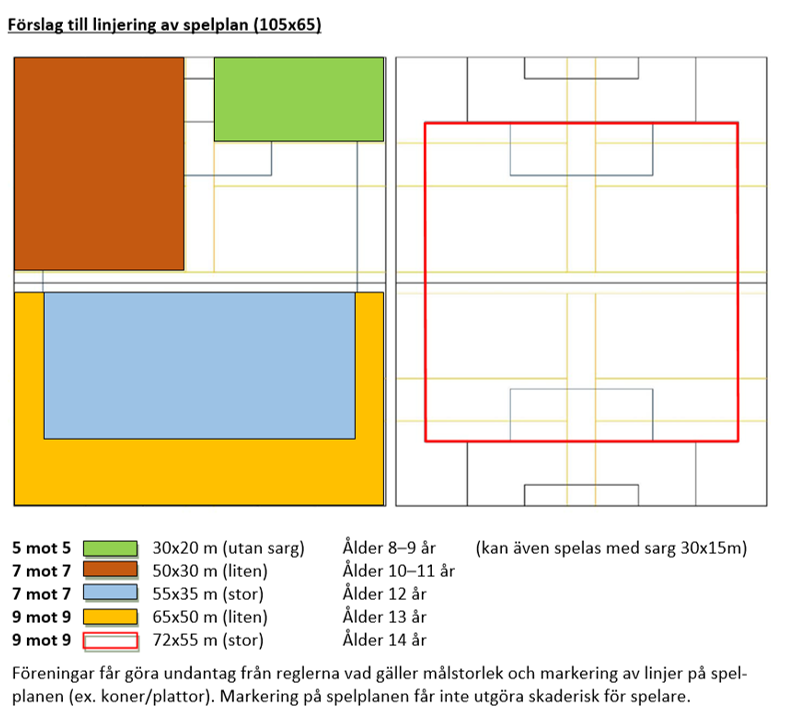 Förslag till linjering av spelplan (105x65)
5 mot 5 30x20 m (utan sarg) Ålder 8–9 år (kan även spelas med sarg 30x15m)
7 mot 7 50x30 m (liten) Ålder 10–11 år
7 mot 7 55x35 m (stor) Ålder 12 år
9 mot 9 65x50 m (liten) Ålder 13 år
9 mot 9 72x55 m (stor) Ålder 14 år
Föreningar får göra undantag från reglerna vad gäller målstorlek och markering av linjer på spel-
planen (ex. koner/plattor). Markering på spelplanen får inte utgöra skaderisk för spelare.